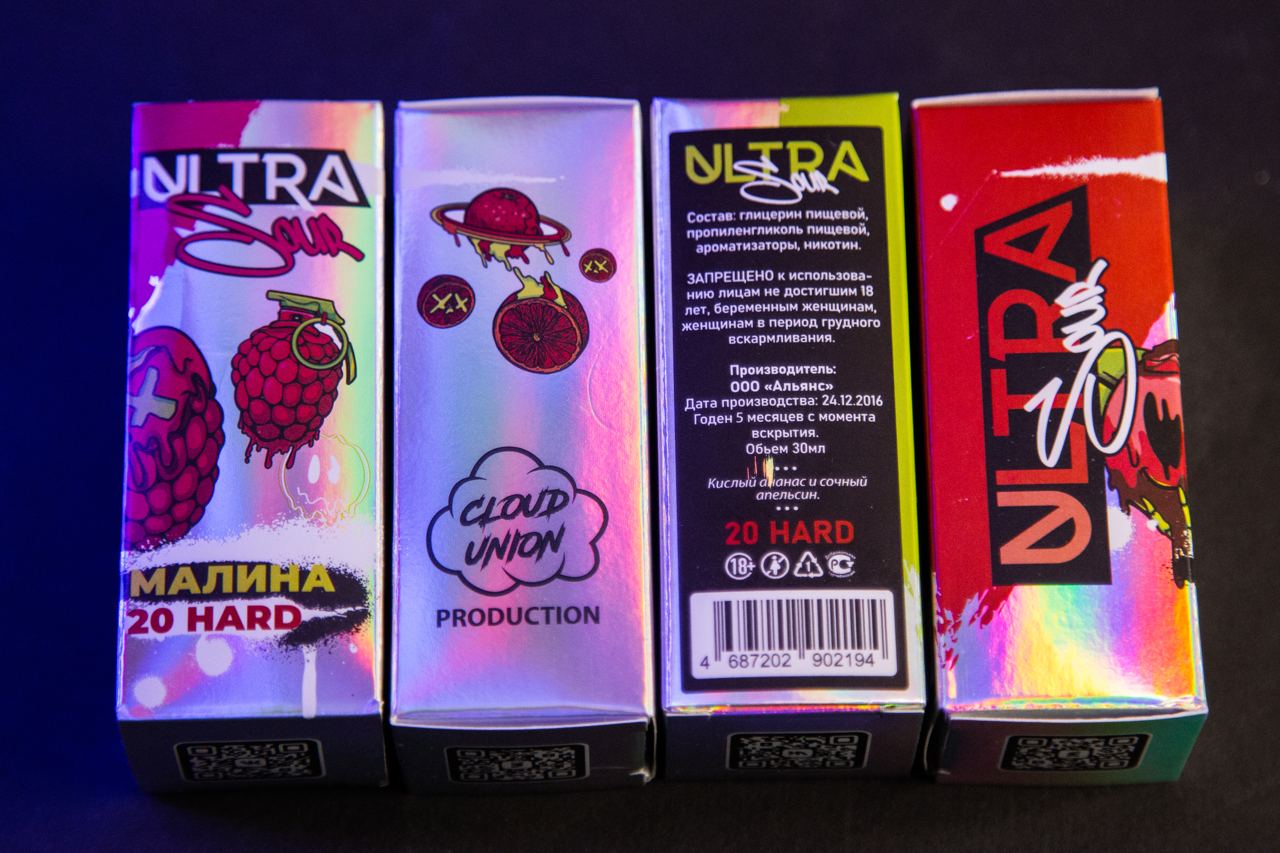 ULTRA
Sour
МАЛИНА
20 HARD
CLOUD
UNION
PRODUCTION
ULTRA
Sour
Состав: глицерин пищевой,
пропиленгликоль пищевой,
ароматизаторы, никотин.
ЗАПРЕЩЕНО к использова-
нию лицам не достигшим 18
лет, беременным женщинам,
женщинам в период грудного
вскармливания.
Производитель:
ООО «Альянс»
Дата производства: 24.12.2016
Годен 5 месяцев с момента
вскрытия.
Обьем 30мл
Кислый ананас и сочный
апельсин.
20 HARD
18+
1
РС
4 687202 902194
ULTRA
Sour